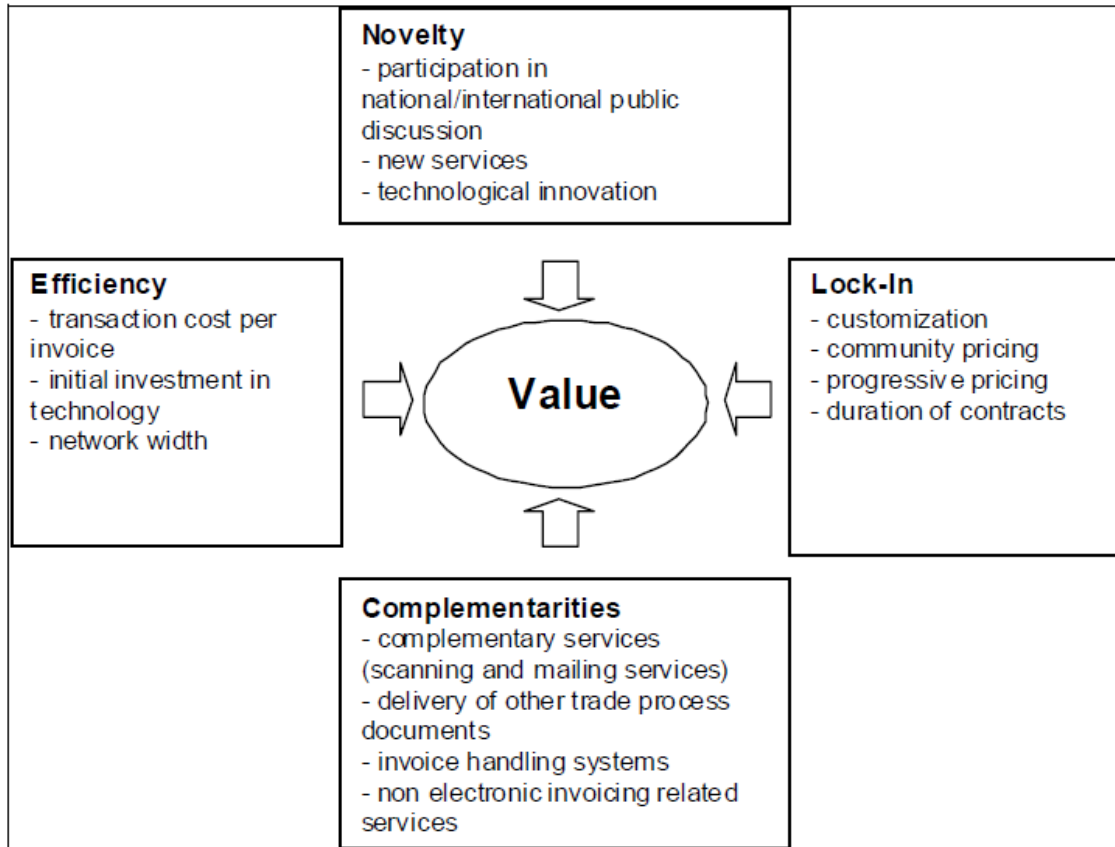 Novelty
- participation in
national/international public
discussion
- new services
- technological innovation
Efficiency
- transaction cost per
invoice
- initial investment in
technology
- network width
Value
Lock-In
- customization
- community pricing
- progressive pricing
- duration of contracts
Complementarities
- complementary services
(scanning and mailing services)
- delivery of other trade process
documents
- invoice handling systems
- non electronic invoicing related
services